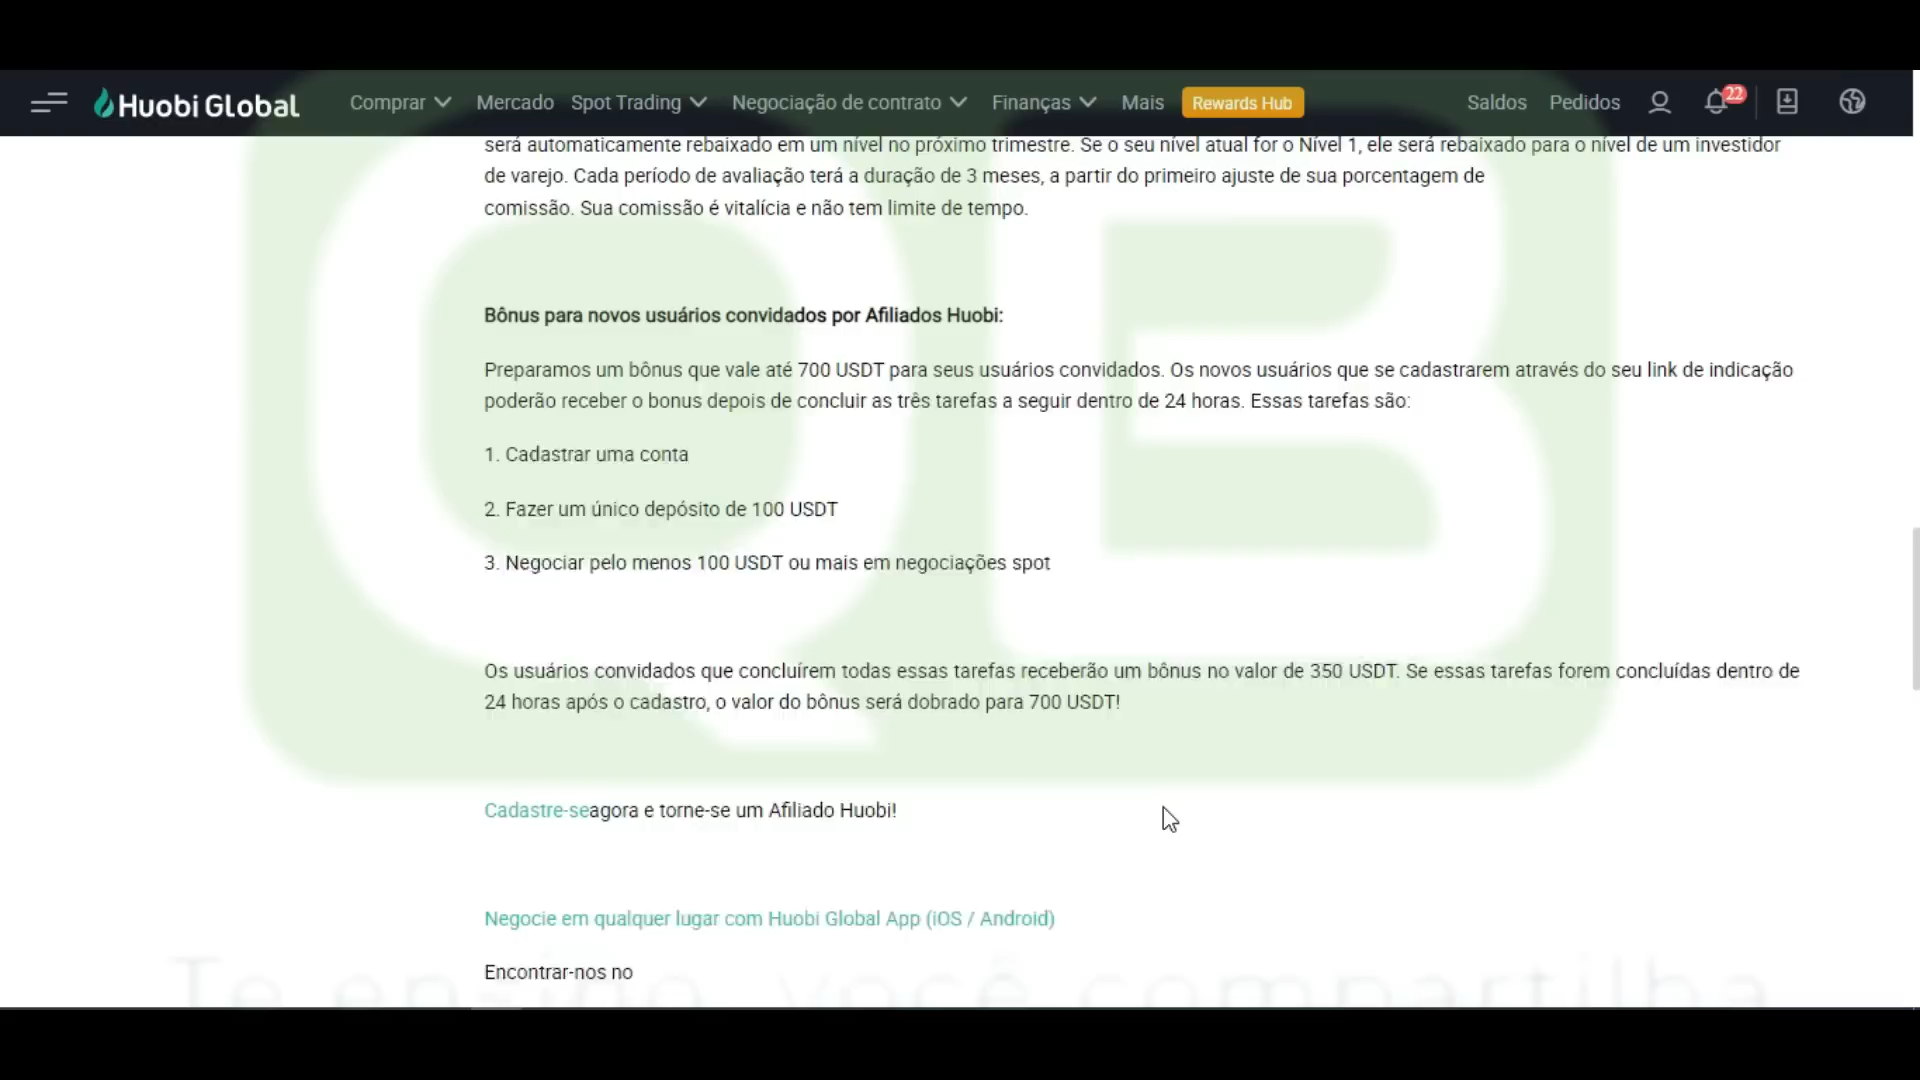 Huobi Global Comprar Mercado Spot Trading Negociação de contrato Finanças Mais Rewards Hub Saldos Pedidos 22
será automaticamente rebaixado em um nível no próximo trimestre. Se o seu nível atual for o Nível 1, ele será rebaixado para o nível de um investidor
de varejo. Cada período de avaliação terá a duração de 3 meses, a partir do primeiro ajuste de sua porcentagem de
comissão. Sua comissão é vitalícia e não tem limite de tempo.
Bônus para novos usuários convidados por Afiliados Huobi:
Preparamos um bônus que vale até 700 USDT para seus usuários convidados. Os novos usuários que se cadastrarem através do seu link de indicação
poderão receber o bonus depois de concluir as três tarefas a seguir dentro de 24 horas. Essas tarefas são:
1. Cadastrar uma conta
2. Fazer um único depósito de 100 USDT
3. Negociar pelo menos 100 USDT ou mais em negociações spot
Os usuários convidados que concluírem todas essas tarefas receberão um bônus no valor de 350 USDT. Se essas tarefas forem concluídas dentro de
24 horas após o cadastro, o valor do bônus será dobrado para 700 USDT!
Cadastre-seagora e torne-se um Afiliado Huobi!
Negocie em qualquer lugar com Huobi Global App (iOS / Android)
Encontrar-nos no
Te ensino, você compartilha